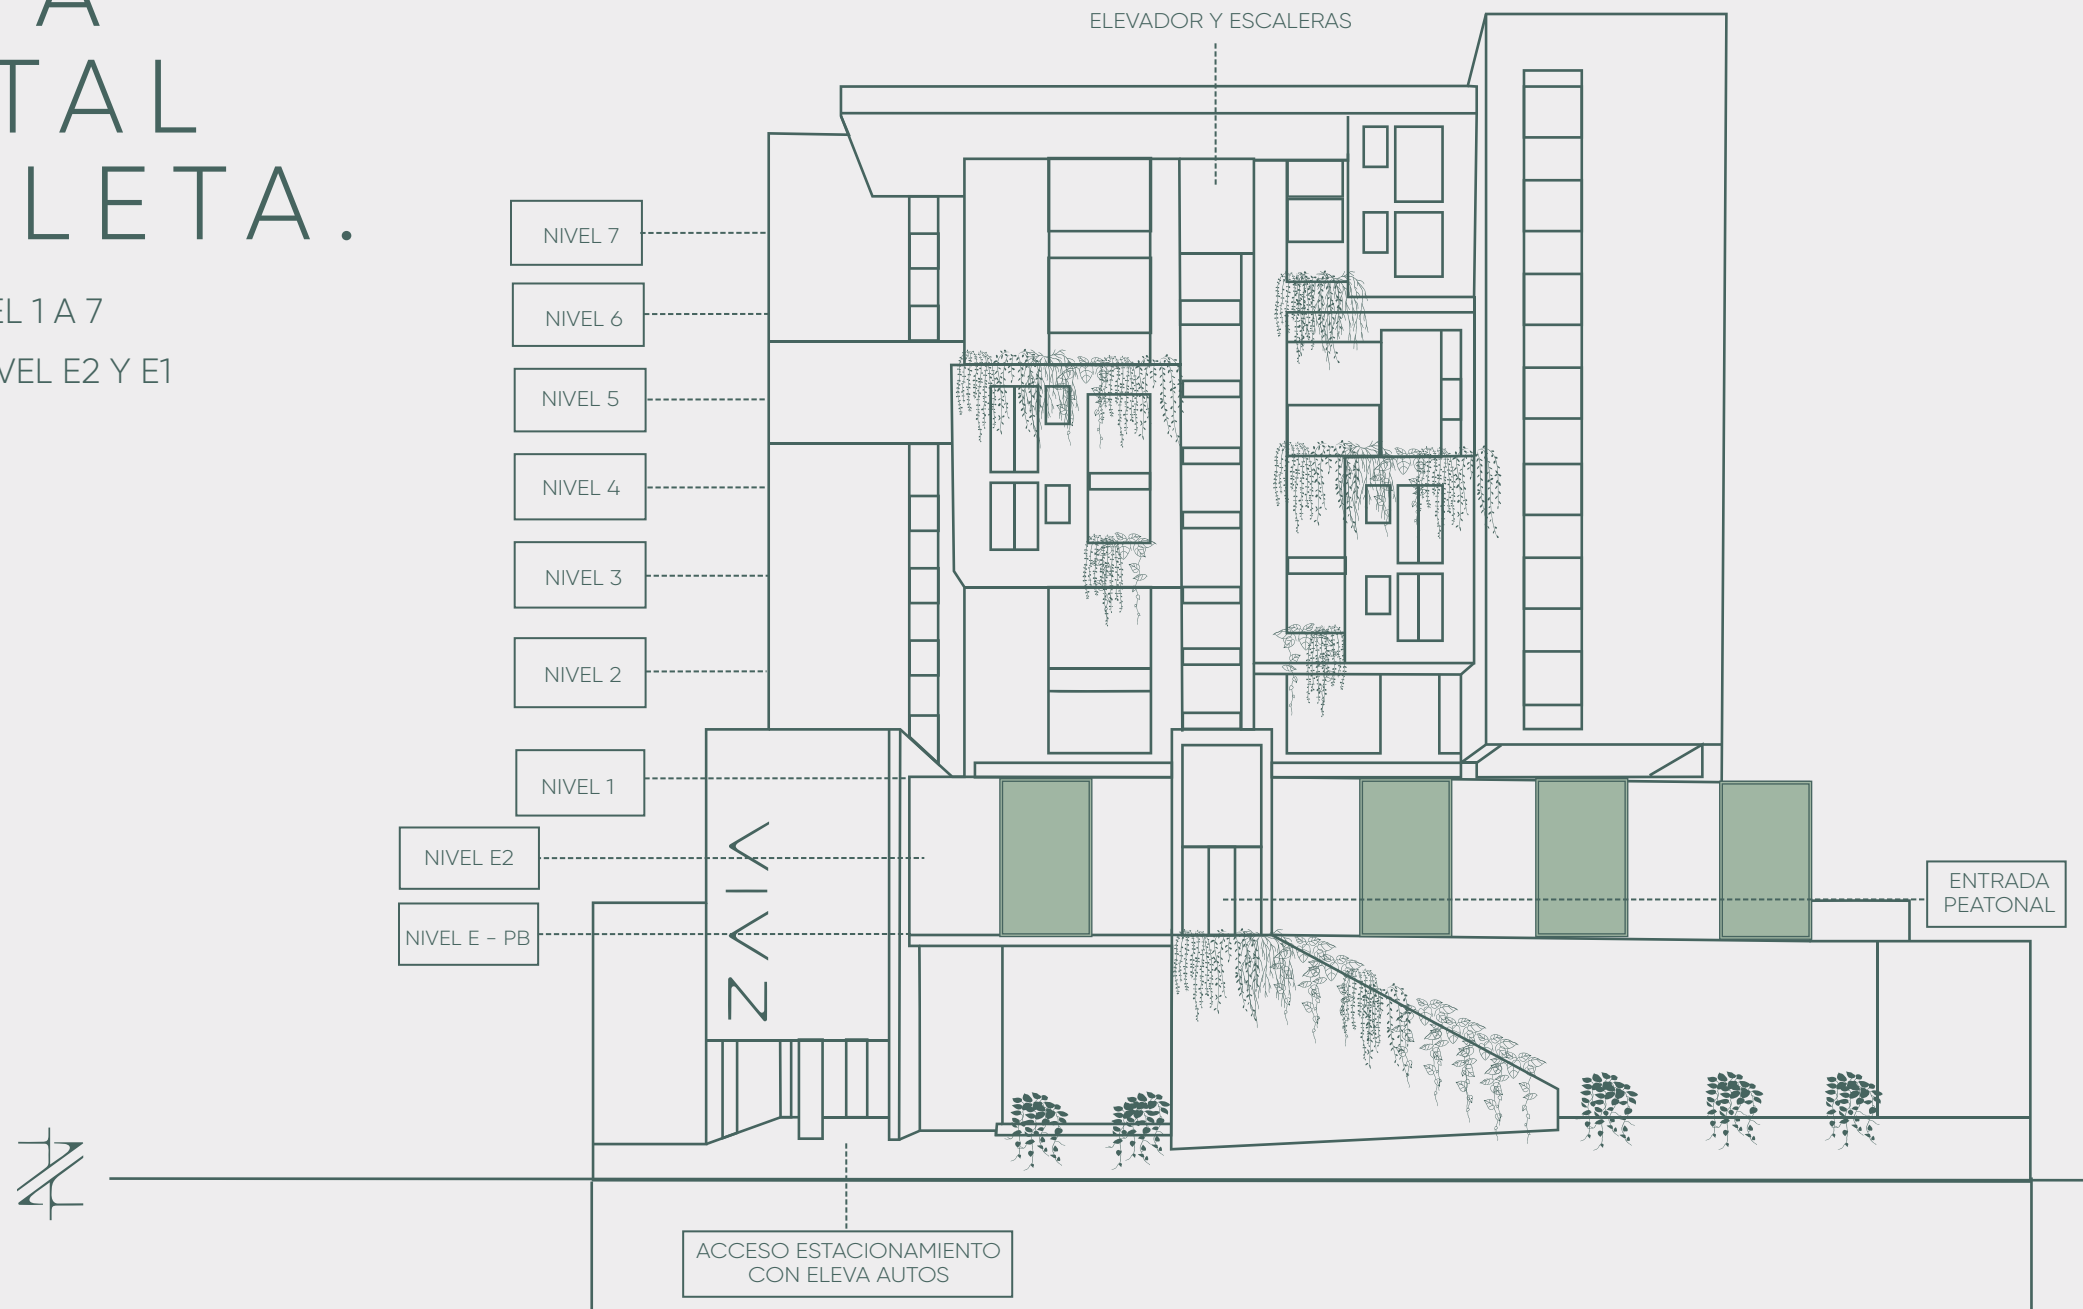 A
TAL
LETA.
EL 1 A 7
VEL E2 Y E1
ELEVADOR Y ESCALERAS
NIVEL 7
NIVEL 6
NIVEL 5
NIVEL 4
NIVEL 3
NIVEL 2
NIVEL 1
NIVEL E2
NIVEL E - PB
ZΛIΛ
ENTRADA
PEATONAL
ACCESO ESTACIONAMIENTO
CON ELEVA AUTOS